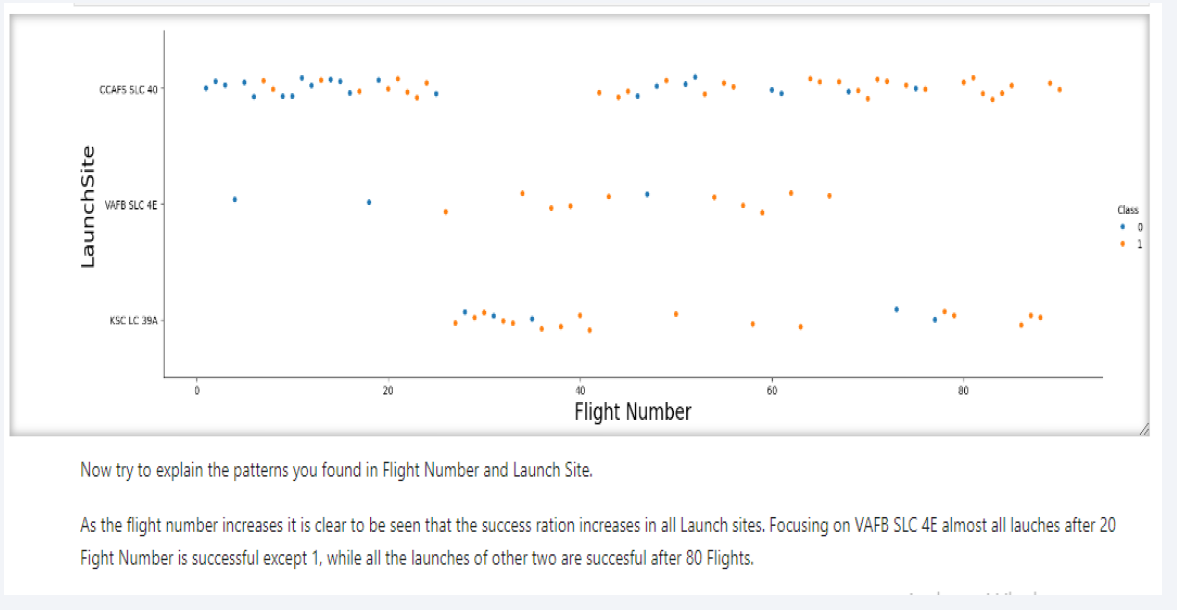 CCAFS SLC 40
LaunchSite
VAFB SLC 4E
Class
0
1
KSC LC 39A
0 20 40 60 80
Flight Number
Now try to explain the patterns you found in Flight Number and Launch Site.
As the flight number increases it is clear to be seen that the success ration increases in all Launch sites. Focusing on VAFB SLC 4E almost all lauches after 20
Fight Number is successful except 1, while all the launches of other two are succesful after 80 Flights.